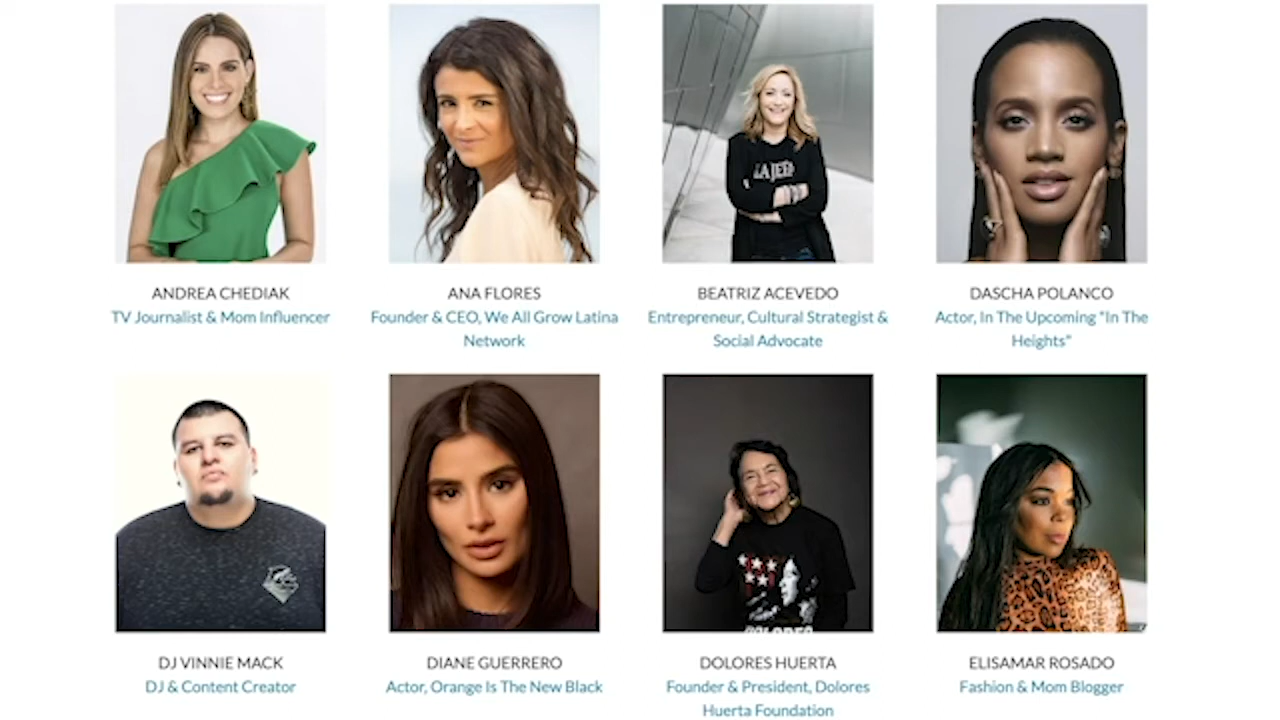 LA JEFA
ANDREA CHEDIAK
TV Journalist & Mom Influencer
ANA FLORES
Founder & CEO, We All Grow Latina
Network
BEATRIZ ACEVEDO
Entrepreneur, Cultural Strategist &
Social Advocate
DASCHA POLANCO
Actor, In The Upcoming "In The
Heights"
DOLORES
DJ VINNIE MACK
DJ & Content Creator
DIANE GUERRERO
Actor, Orange Is The New Black
DOLORES HUERTA
Founder & President, Dolores
Huerta Foundation
ELISAMAR ROSADO
Fashion & Mom Blogger